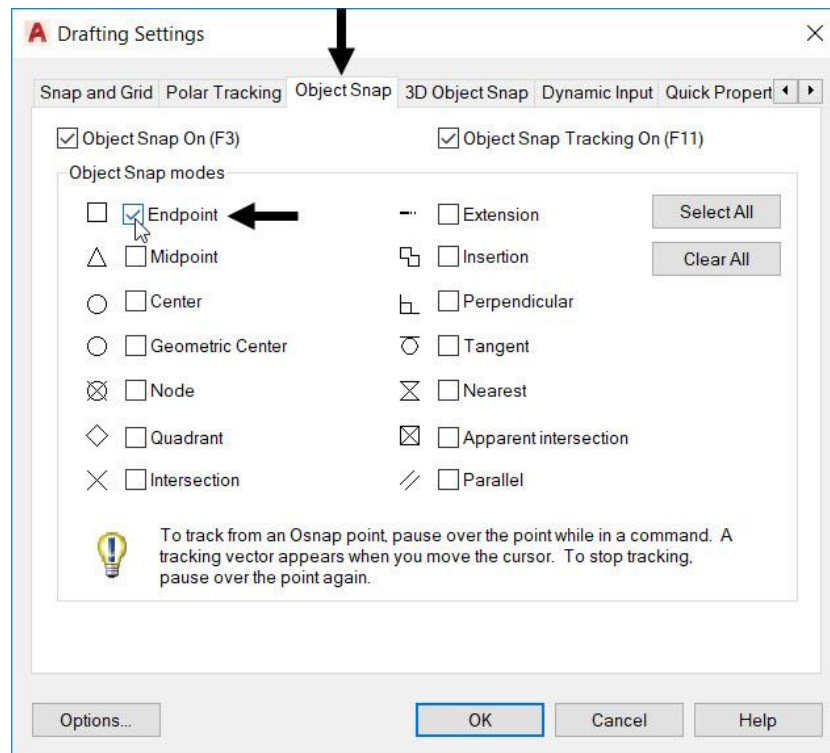 Drafting Settings
Snap and Grid Polar Tracking Object Snap 3D Object Snap Dynamic Input Quick Propert
Object Snap On (F3) Object Snap Tracking On (F11)
Object Snap modes
Endpoint Extension Select All
Midpoint Insertion Clear All
Center Perpendicular
Geometric Center Tangent
Node Nearest
Quadrant Apparent intersection
Intersection Parallel
To track from an Osnap point, pause over the point while in a command. A
tracking vector appears when you move the cursor. To stop tracking,
pause over the point again.
Options... OK Cancel Help